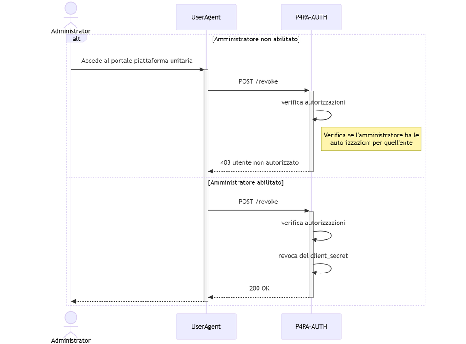 UserAgent
P4PA-AUTH
Administrator
alt
[Amministratore non abilitato]
Accede al portale piattaforma unitaria
POST /revoke
verifica autorizzazioni
Verifica se l'amministratore ha le
autorizzazioni per quell'ente
403 utente non autorizzato
[Amministratore abilitato]
POST /revoke
verifica autorizzazioni
revoca del client_secret
200 OK
UserAgent
P4PA-AUTH
Administrator